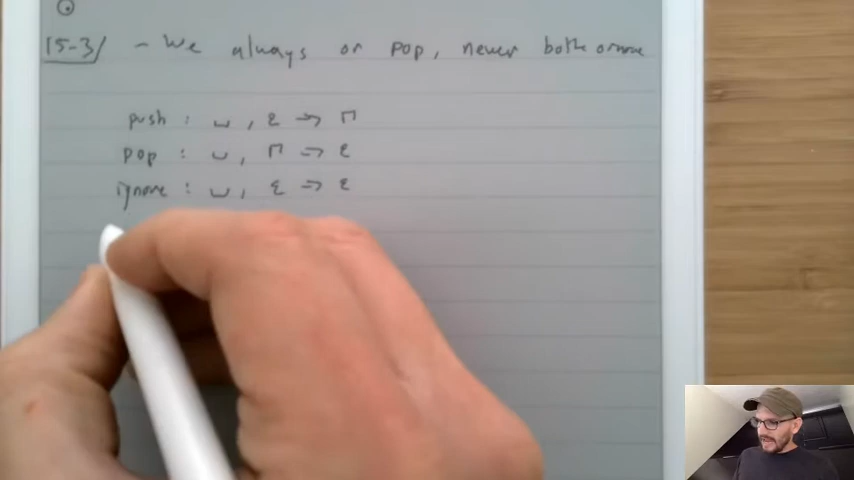 15-3/ - We always or pop, never both or none
push : ω, ε → Γ
pop : ω, Γ → ε
ignore : ω, ε → ε